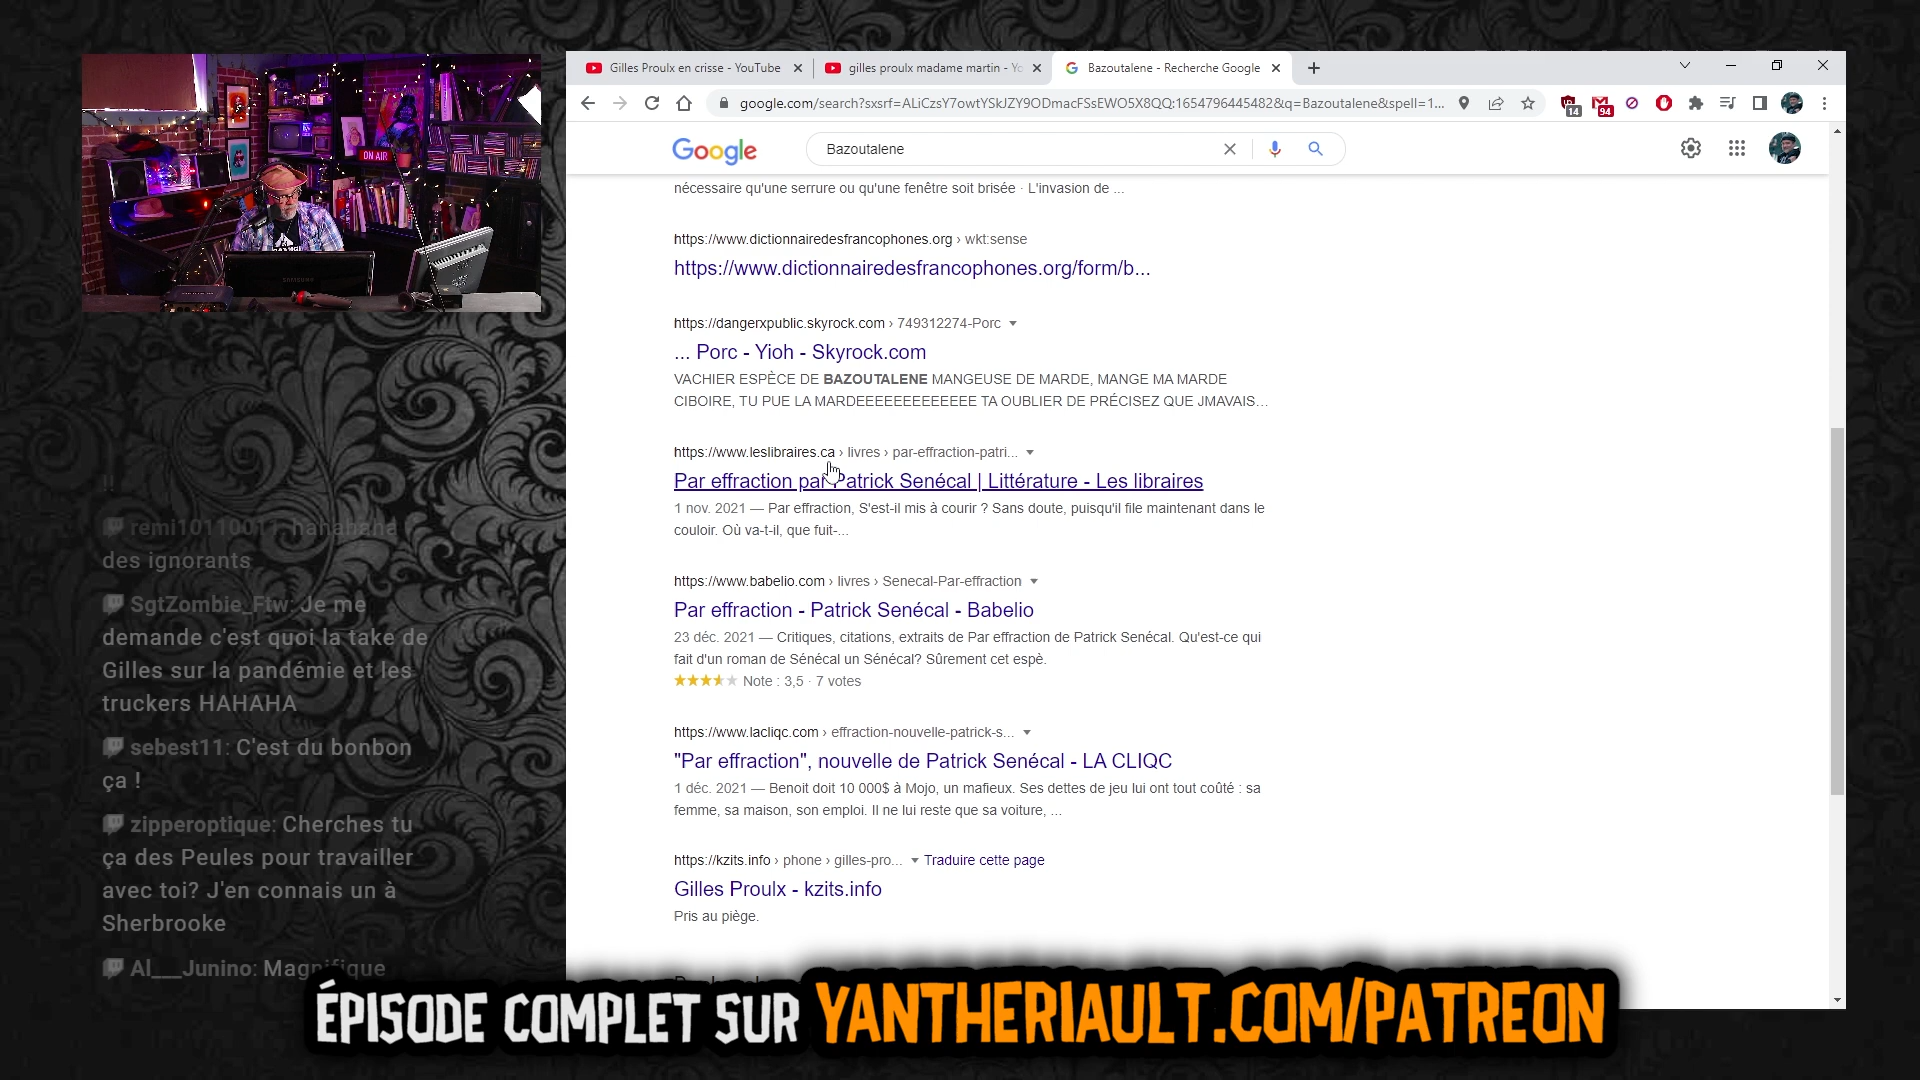 ON AIR
SAMSUNG
Gilles Proulx en crisse - YouTube
gilles proulx madame martin - Yo
Bazoutalene - Recherche Google
google.com/search?sxsrf=ALiCzsY7owtYSkJZY9ODmacFSsEWO5X8QQ:1654796445482&q=Bazoutalene&spell=1...
14
94
Google
Bazoutalene
nécessaire qu'une serrure ou qu'une fenêtre soit brisée · L'invasion de ...
https://www.dictionnairedesfrancophones.org › wkt:sense
https://www.dictionnairedesfrancophones.org/form/b...
https://dangerxpublic.skyrock.com › 749312274-Porc
... Porc - Yioh - Skyrock.com
VACHIER ESPÈCE DE BAZOUTALENE MANGEUSE DE MARDE, MANGE MA MARDE
CIBOIRE, TU PUE LA MARDEEEEEEEEEEEEE TA OUBLIER DE PRÉCISEZ QUE JMAVAIS...
https://www.leslibraires.ca › livres › par-effraction-patri...
Par effraction par Patrick Senécal | Littérature - Les libraires
1 nov. 2021 — Par effraction, S'est-il mis à courir ? Sans doute, puisqu'il file maintenant dans le
couloir. Où va-t-il, que fuit-...
https://www.babelio.com › livres › Senecal-Par-effraction
Par effraction - Patrick Senécal - Babelio
23 déc. 2021 — Critiques, citations, extraits de Par effraction de Patrick Senécal. Qu'est-ce qui
fait d'un roman de Sénécal un Sénécal? Sûrement cet espè.
Note : 3,5 · 7 votes
https://www.lacliqc.com › effraction-nouvelle-patrick-s...
"Par effraction", nouvelle de Patrick Senécal - LA CLIQC
1 déc. 2021 — Benoit doit 10 000$ à Mojo, un mafieux. Ses dettes de jeu lui ont tout coûté : sa
femme, sa maison, son emploi. Il ne lui reste que sa voiture, ...
https://kzits.info › phone › gilles-pro... Traduire cette page
Gilles Proulx - kzits.info
Pris au piège.
!!
remi10110011: hahahaha
des ignorants
SgtZombie_Ftw: Je me
demande c'est quoi la take de
Gilles sur la pandémie et les
truckers HAHAHA
sebest11: C'est du bonbon
ça !
zipperoptique: Cherches tu
ça des Peules pour travailler
avec toi? J'en connais un à
Sherbrooke
Al___Junino: Magnifique
ÉPISODE COMPLET SUR YANTHERIAULT.COM/PATREON